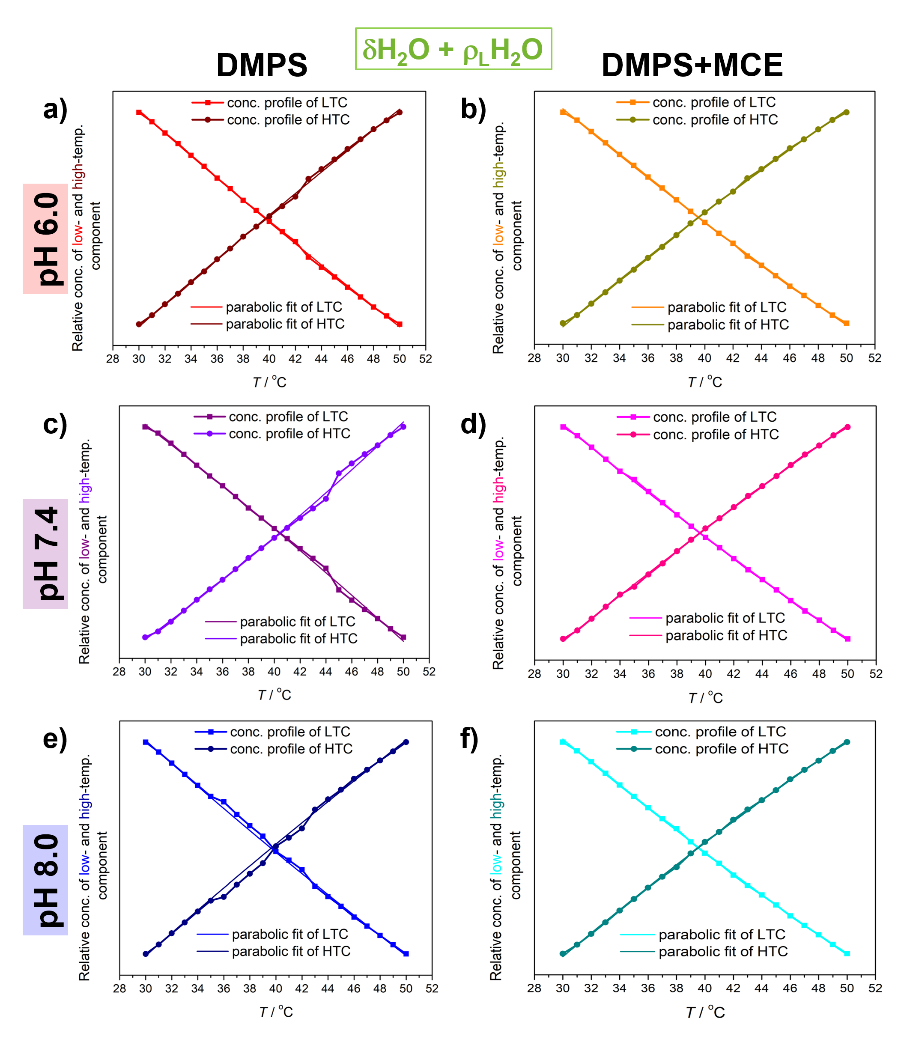 δH₂O + ρLH₂O
DMPS
DMPS+MCE
pH 6.0
a)
Relative conc. of low- and high-temp.
component
conc. profile of LTC
conc. profile of HTC
parabolic fit of LTC
parabolic fit of HTC
28 30 32 34 36 38 40 42 44 46 48 50 52
T / °C
b)
Relative conc. of low- and high-temp.
component
conc. profile of LTC
conc. profile of HTC
parabolic fit of LTC
parabolic fit of HTC
28 30 32 34 36 38 40 42 44 46 48 50 52
T / °C
pH 7.4
c)
Relative conc. of low- and high-temp.
component
conc. profile of LTC
conc. profile of HTC
parabolic fit of LTC
parabolic fit of HTC
28 30 32 34 36 38 40 42 44 46 48 50 52
T / °C
d)
Relative conc. of low- and high-temp.
component
conc. profile of LTC
conc. profile of HTC
parabolic fit of LTC
parabolic fit of HTC
28 30 32 34 36 38 40 42 44 46 48 50 52
T / °C
pH 8.0
e)
Relative conc. of low- and high-temp.
component
conc. profile of LTC
conc. profile of HTC
parabolic fit of LTC
parabolic fit of HTC
28 30 32 34 36 38 40 42 44 46 48 50 52
T / °C
f)
Relative conc. of low- and high-temp.
component
conc. profile of LTC
conc. profile of HTC
parabolic fit of LTC
parabolic fit of HTC
28 30 32 34 36 38 40 42 44 46 48 50 52
T / °C